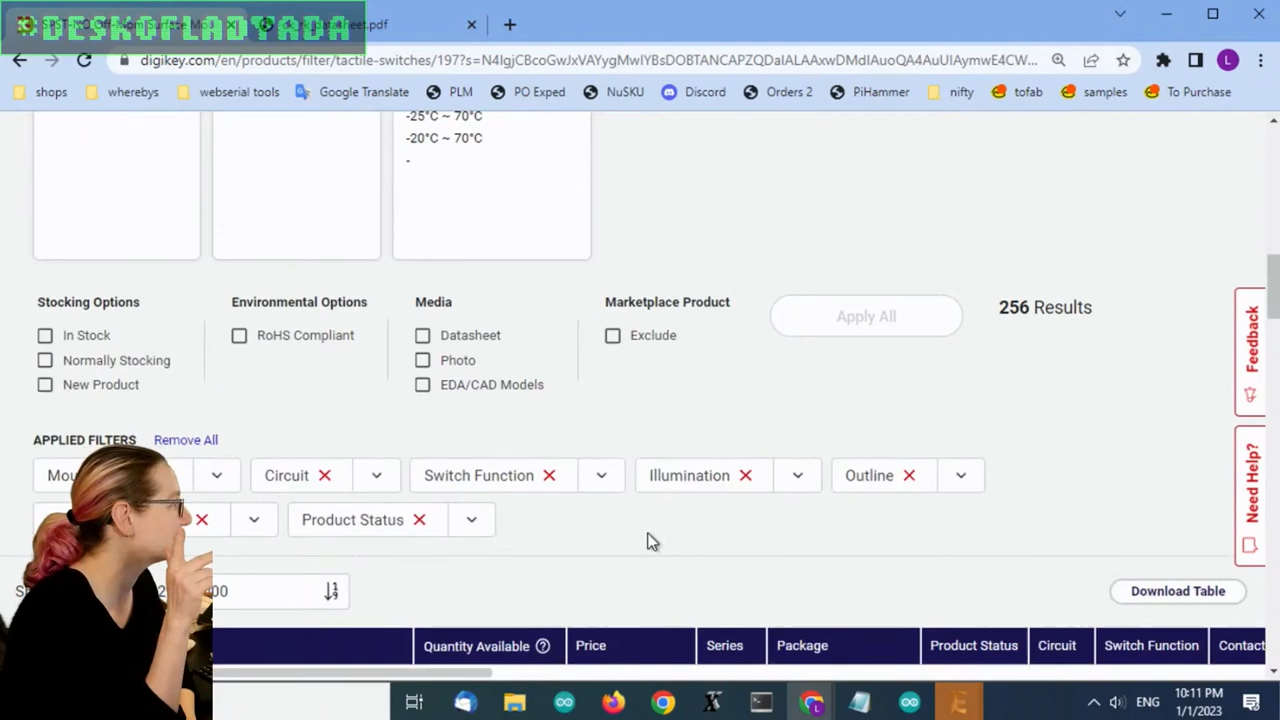 #DESKOFLADYADA
digikey.com/en/products/filter/tactile-switches/197?s=N4IgjCBcoGwJxVAYygMwIYBsDOBTANCAPZQDaIALAAxwDMdIAuoQA4AuUIAymwE4CW...
shops
wherebys
webserial tools
Google Translate
PLM
PO Exped
NuSKU
Discord
Orders 2
PiHammer
nifty
tofab
samples
To Purchase
-25°C ~ 70°C
-20°C ~ 70°C
-
Stocking Options
Environmental Options
Media
Marketplace Product
Apply All
256 Results
In Stock
RoHS Compliant
Datasheet
Exclude
Normally Stocking
Photo
New Product
EDA/CAD Models
Feedback
Need Help?
APPLIED FILTERS Remove All
Circuit
Switch Function
Illumination
Outline
Product Status
Download Table
Quantity Available
Price
Series
Package
Product Status
Circuit
Switch Function
Contact
ENG
10:11 PM
1/1/2023